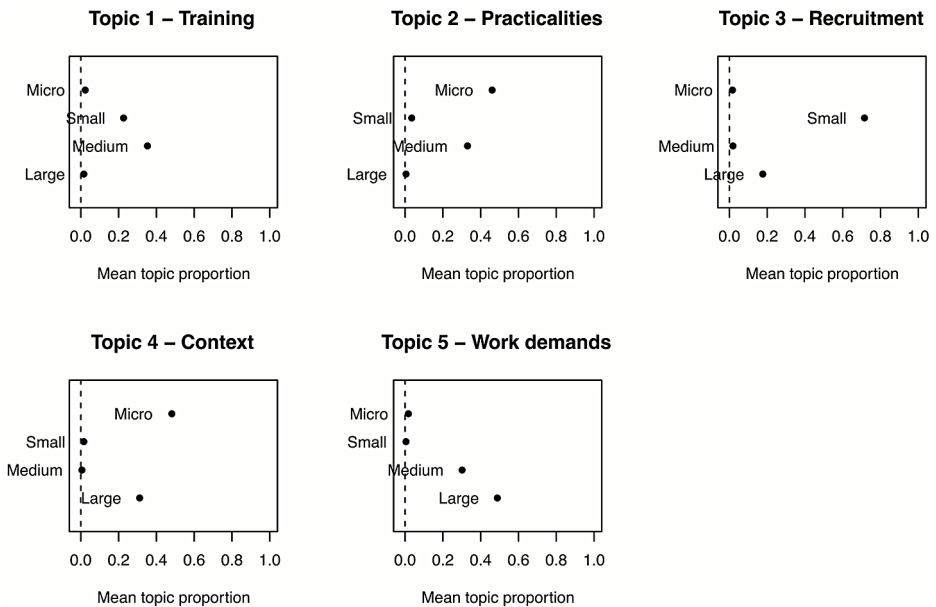 Topic 1 – Training
Micro
Small
Medium
Large
0.0 0.2 0.4 0.6 0.8 1.0
Mean topic proportion
Topic 2 – Practicalities
Micro
Small
Medium
Large
0.0 0.2 0.4 0.6 0.8 1.0
Mean topic proportion
Topic 3 – Recruitment
Micro
Small
Medium
Large
0.0 0.2 0.4 0.6 0.8 1.0
Mean topic proportion
Topic 4 – Context
Micro
Small
Medium
Large
0.0 0.2 0.4 0.6 0.8 1.0
Mean topic proportion
Topic 5 – Work demands
Micro
Small
Medium
Large
0.0 0.2 0.4 0.6 0.8 1.0
Mean topic proportion